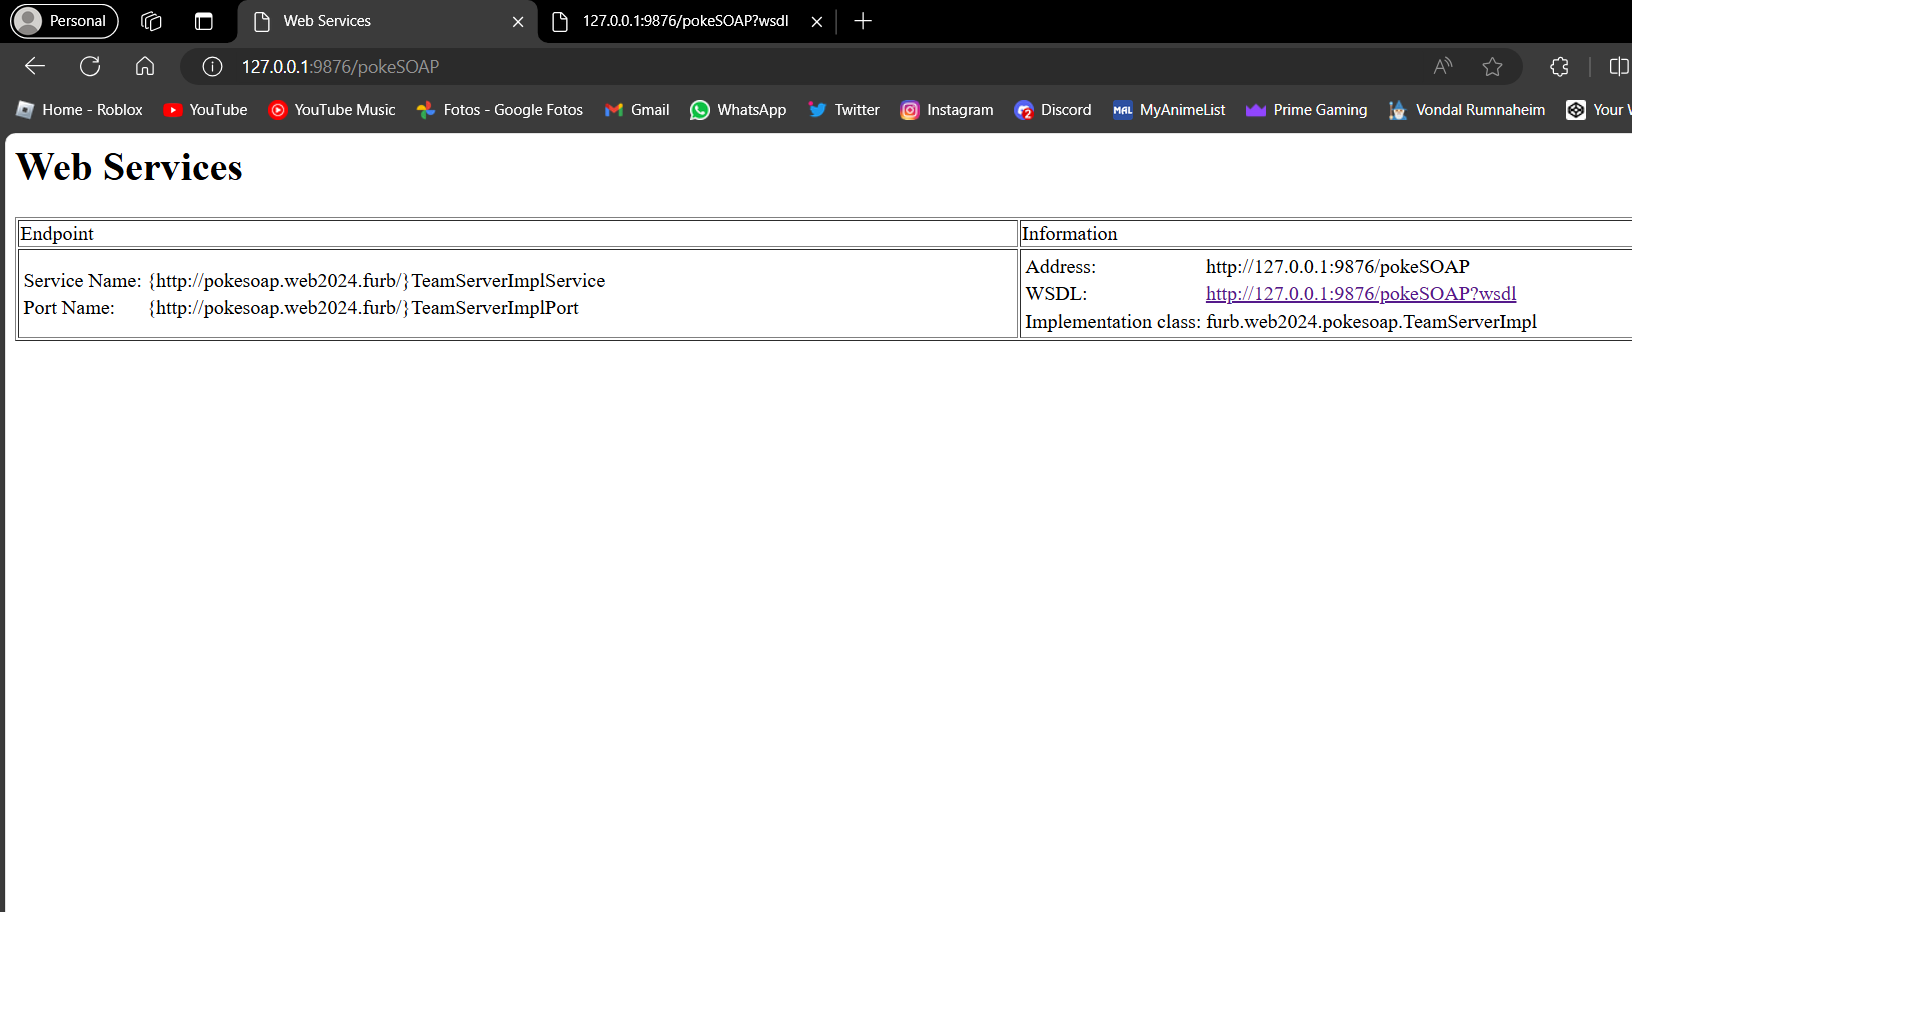 Personal
Web Services
127.0.0.1:9876/pokeSOAP?wsdl
127.0.0.1:9876/pokeSOAP
Home - Roblox YouTube YouTube Music Fotos - Google Fotos Gmail WhatsApp Twitter Instagram Discord MAL MyAnimeList Prime Gaming Vondal Rumnaheim Your
Web Services
Endpoint Information
Service Name: {http://pokesoap.web2024.furb/}TeamServerImplService
Port Name: {http://pokesoap.web2024.furb/}TeamServerImplPort
Address: http://127.0.0.1:9876/pokeSOAP
WSDL: http://127.0.0.1:9876/pokeSOAP?wsdl
Implementation class: furb.web2024.pokesoap.TeamServerImpl